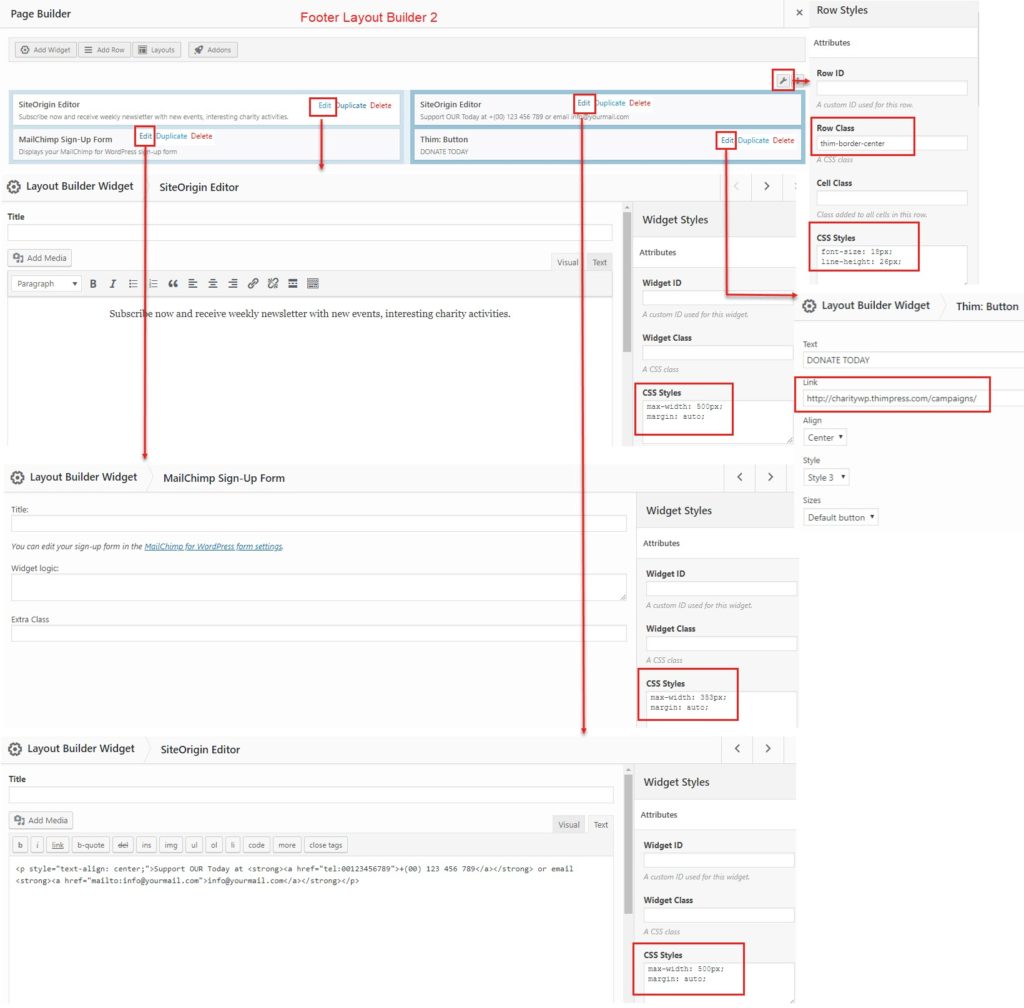 Page Builder
Footer Layout Builder 2
Add Widget
Add Row
Layouts
Addons
SiteOrigin Editor
Edit Duplicate Delete
Subscribe now and receive weekly newsletter with new events, interesting charity activities.
MailChimp Sign-Up Form
Edit Duplicate Delete
Displays your MailChimp for WordPress sign-up form
SiteOrigin Editor
Edit Duplicate Delete
Support OUR Today at +(00) 123 456 789 or email info@yourmail.com
Thim: Button
Edit Duplicate Delete
DONATE TODAY
Row Styles
Attributes
Row ID
A custom ID used for this row.
Row Class
thim-border-center
A CSS class
Cell Class
Class added to all cells in this row.
CSS Styles
font-size: 18px;
line-height: 26px;
Layout Builder Widget
SiteOrigin Editor
Title
Add Media
Visual
Text
Paragraph
B
I
Subscribe now and receive weekly newsletter with new events, interesting charity activities.
Widget Styles
Attributes
Widget ID
A custom ID used for this widget.
Widget Class
A CSS class
CSS Styles
max-width: 500px;
margin: auto;
Layout Builder Widget
Thim: Button
Text
DONATE TODAY
Link
http://charitywp.thimpress.com/campaigns/
Align
Center
Style
Style 3
Sizes
Default button
Layout Builder Widget
MailChimp Sign-Up Form
Title:
You can edit your sign-up form in the MailChimp for WordPress form settings.
Widget logic:
Extra Class
Widget Styles
Attributes
Widget ID
A custom ID used for this widget.
Widget Class
A CSS class
CSS Styles
max-width: 353px;
margin: auto;
Layout Builder Widget
SiteOrigin Editor
Title
Add Media
Visual
Text
b
i
link
b-quote
del
ins
img
ul
ol
li
code
more
close tags
<p style="text-align: center;">Support OUR Today at <strong><a href="tel:00123456789">+(00) 123 456 789</a></strong> or email
<strong><a href="mailto:info@yourmail.com">info@yourmail.com</a></strong></p>
Widget Styles
Attributes
Widget ID
A custom ID used for this widget.
Widget Class
A CSS class
CSS Styles
max-width: 500px;
margin: auto;